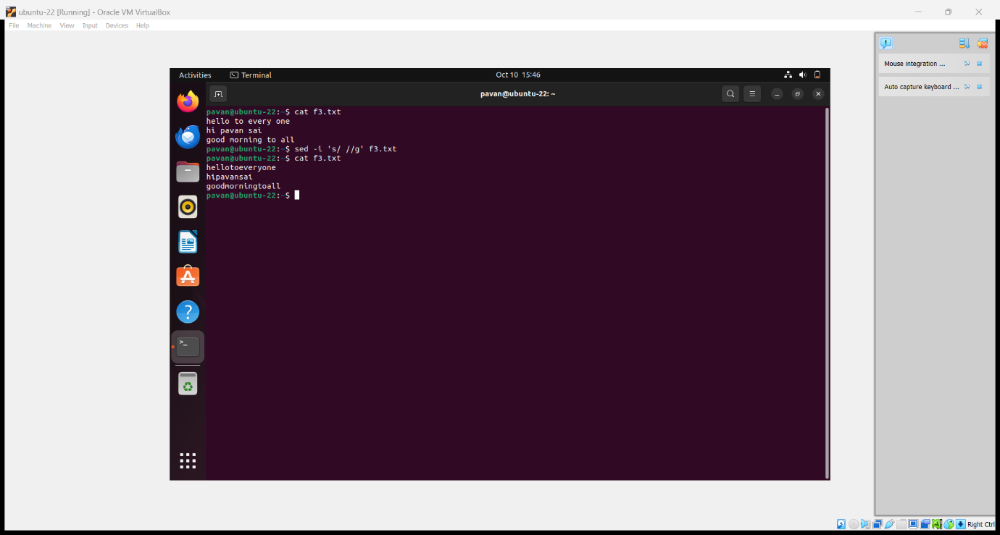 ubuntu-22 [Running] - Oracle VM VirtualBox
File Machine View Input Devices Help
Mouse integration ...
Auto capture keyboard ...
Activities Terminal Oct 10 15:46
pavan@ubuntu-22: ~
pavan@ubuntu-22:~$ cat f3.txt
hello to every one
hi pavan sai
good morning to all
pavan@ubuntu-22:~$ sed -i 's/ //g' f3.txt
pavan@ubuntu-22:~$ cat f3.txt
hellotoeveryone
hipavansai
goodmorningtoall
pavan@ubuntu-22:~$
Right Ctrl